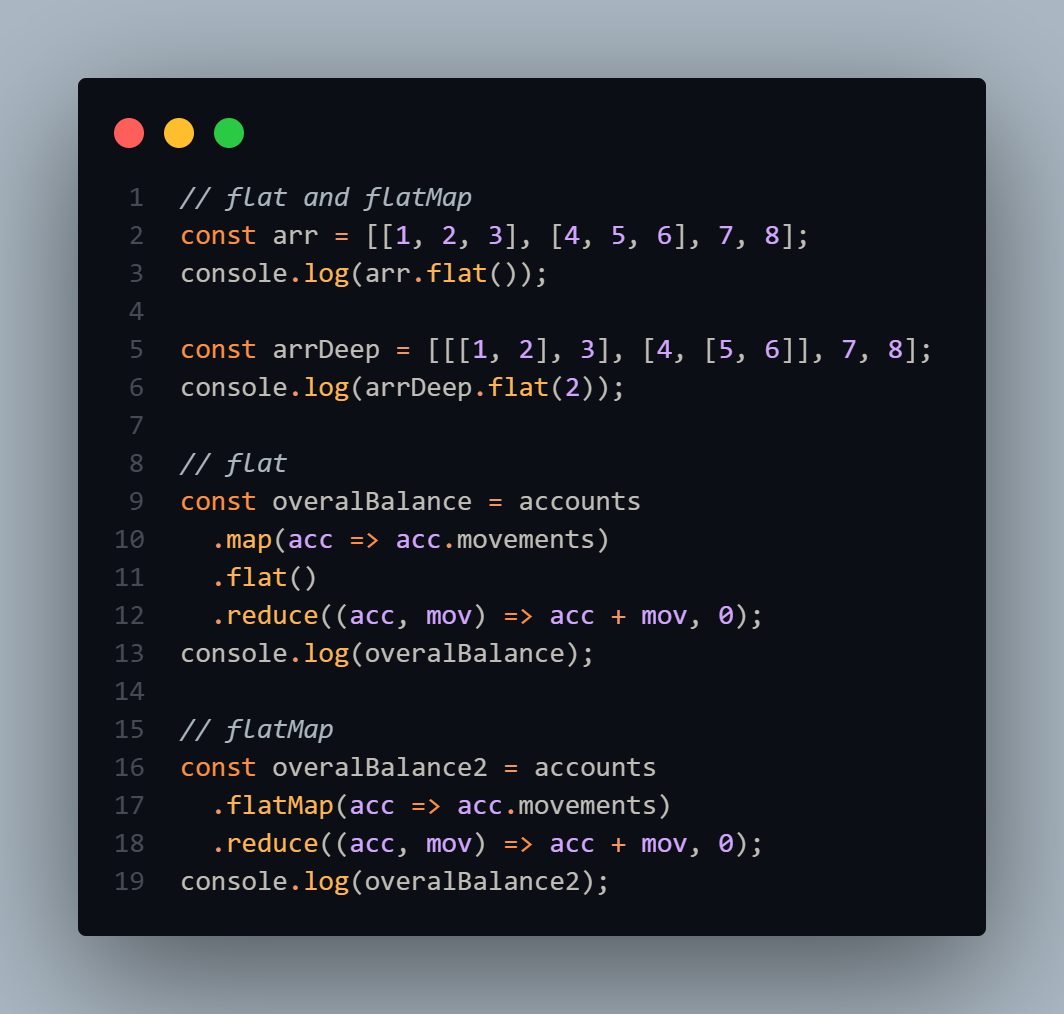 1 // flat and flatMap
2 const arr = [[1, 2, 3], [4, 5, 6], 7, 8];
3 console.log(arr.flat());
4
5 const arrDeep = [[[1, 2], 3], [4, [5, 6]], 7, 8];
6 console.log(arrDeep.flat(2));
7
8 // flat
9 const overalBalance = accounts
10   .map(acc => acc.movements)
11   .flat()
12   .reduce((acc, mov) => acc + mov, 0);
13 console.log(overalBalance);
14
15 // flatMap
16 const overalBalance2 = accounts
17   .flatMap(acc => acc.movements)
18   .reduce((acc, mov) => acc + mov, 0);
19 console.log(overalBalance2);